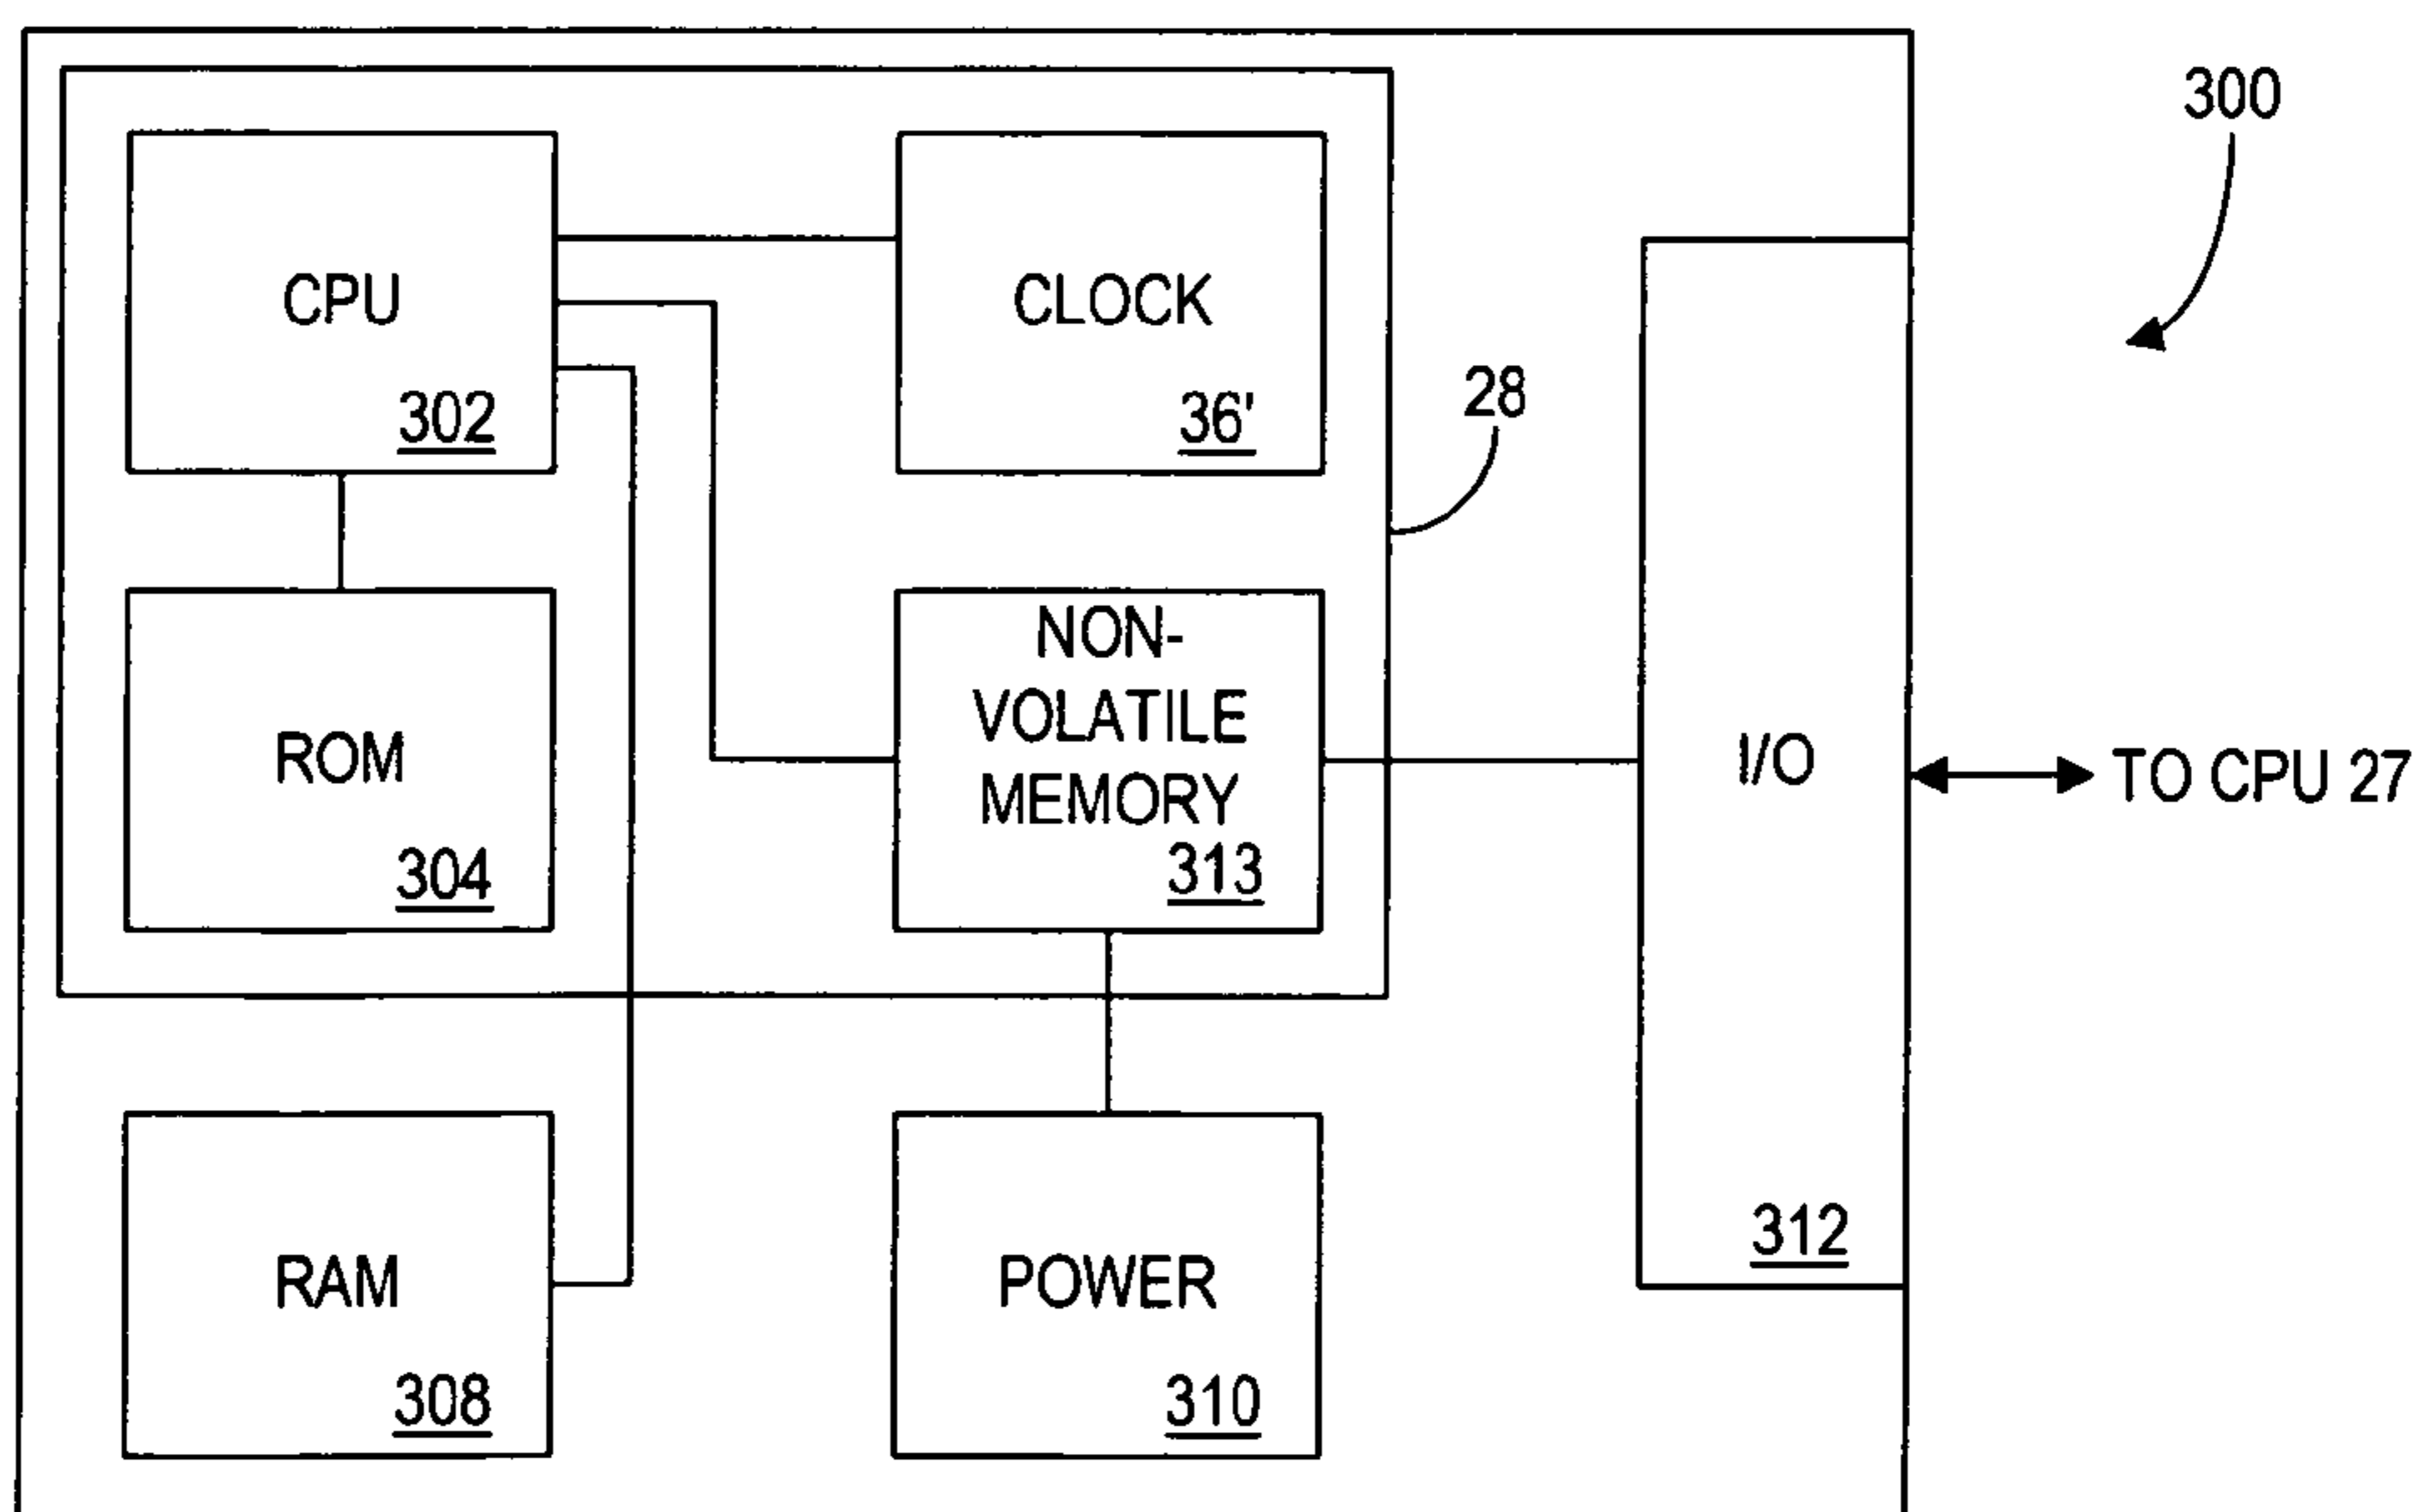 300
CPU
302
CLOCK
36'
28
ROM
304
NON-
VOLATILE
MEMORY
313
I/O
TO CPU 27
RAM
308
POWER
310
312